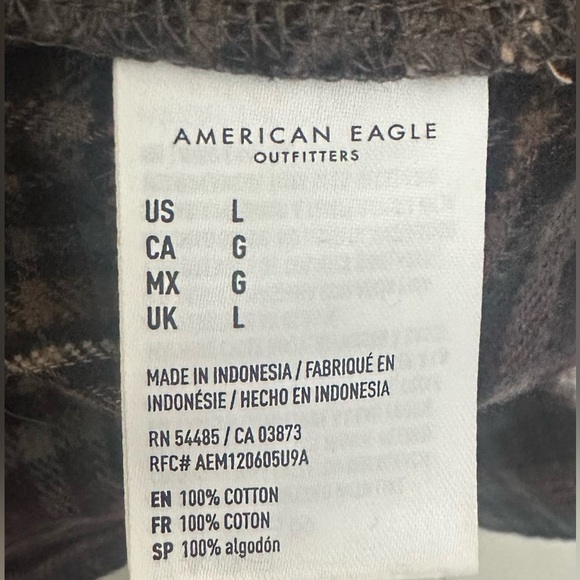 AMERICAN EAGLE
OUTFITTERS
US L
CA G
MX G
UK L
MADE IN INDONESIA / FABRIQUÉ EN
INDONÉSIE / HECHO EN INDONESIA
RN 54485 / CA 03873
RFC# AEM120605U9A
EN 100% COTTON
FR 100% COTON
SP 100% algodón